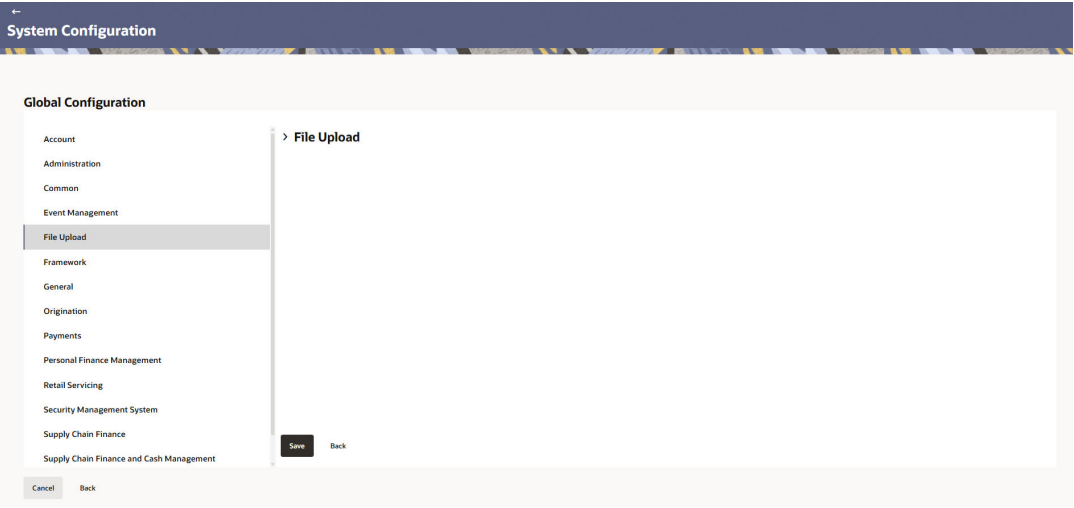 ←
System Configuration
Global Configuration
Account
Administration
Common
Event Management
File Upload
Framework
General
Origination
Payments
Personal Finance Management
Retail Servicing
Security Management System
Supply Chain Finance
Supply Chain Finance and Cash Management
> File Upload
Save Back
Cancel Back